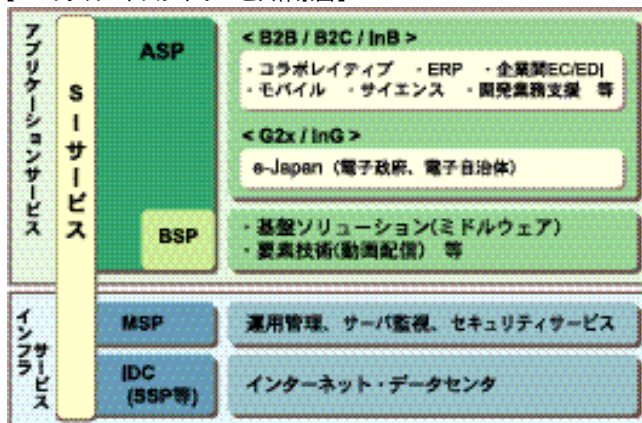 アプリケーションサービス
SIサービス
ASP
< B2B / B2C / InB >
・コラボレイティブ ・ERP ・企業間EC/EDI
・モバイル ・サイエンス ・開発業務支援 等
< G2x / InG >
e-Japan（電子政府、電子自治体）
BSP
・基盤ソリューション(ミドルウェア)
・要素技術(動画配信) 等
インフラサービス
MSP
運用管理、サーバ監視、セキュリティサービス
IDC
(SSP等)
インターネット・データセンタ